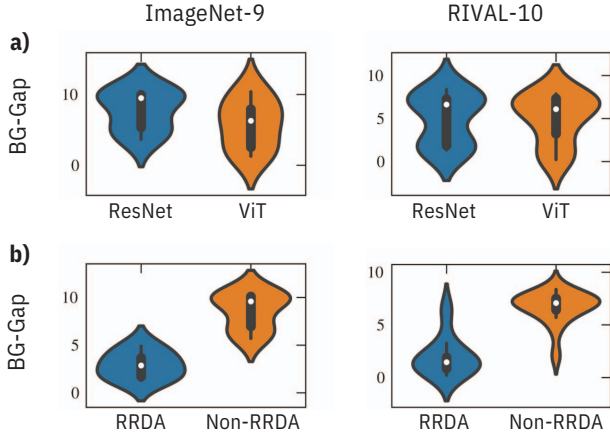 ImageNet-9 RIVAL-10
a)
BG-Gap
10
0
ResNet ViT
10
5
0
ResNet ViT
b)
BG-Gap
10
5
0
RRDA Non-RRDA
10
5
0
RRDA Non-RRDA